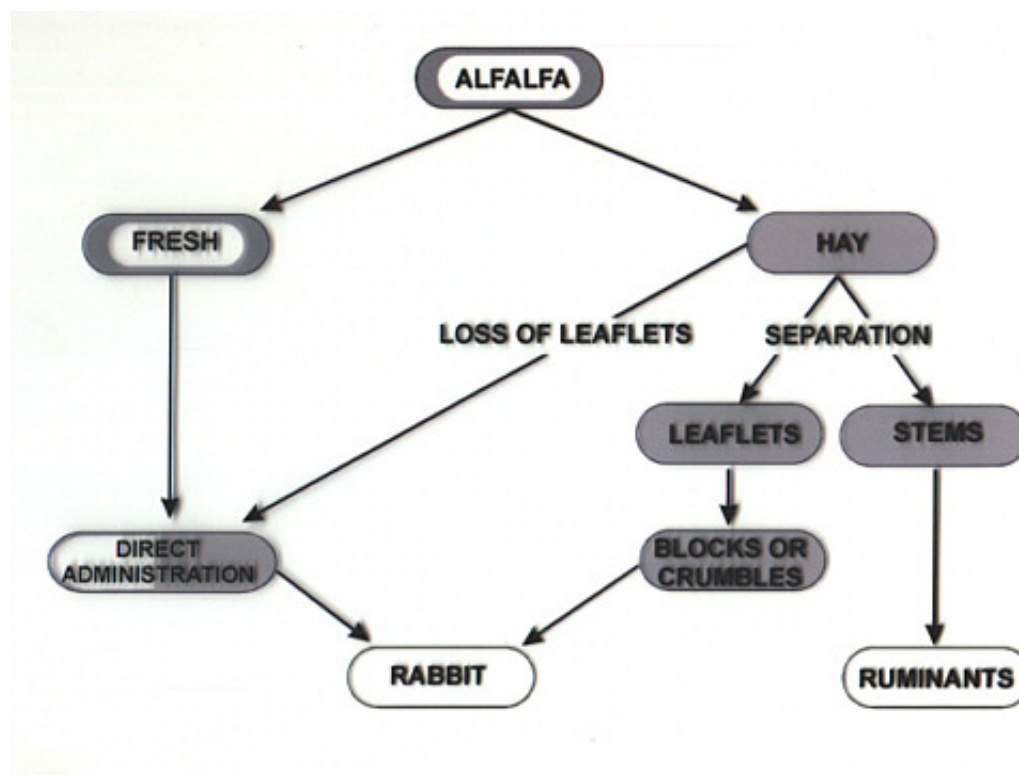 ALFALFA
FRESH
HAY
LOSS OF LEAFLETS
SEPARATION
LEAFLETS
STEMS
DIRECT
ADMINISTRATION
BLOCKS OR
CRUMBLES
RABBIT
RUMINANTS